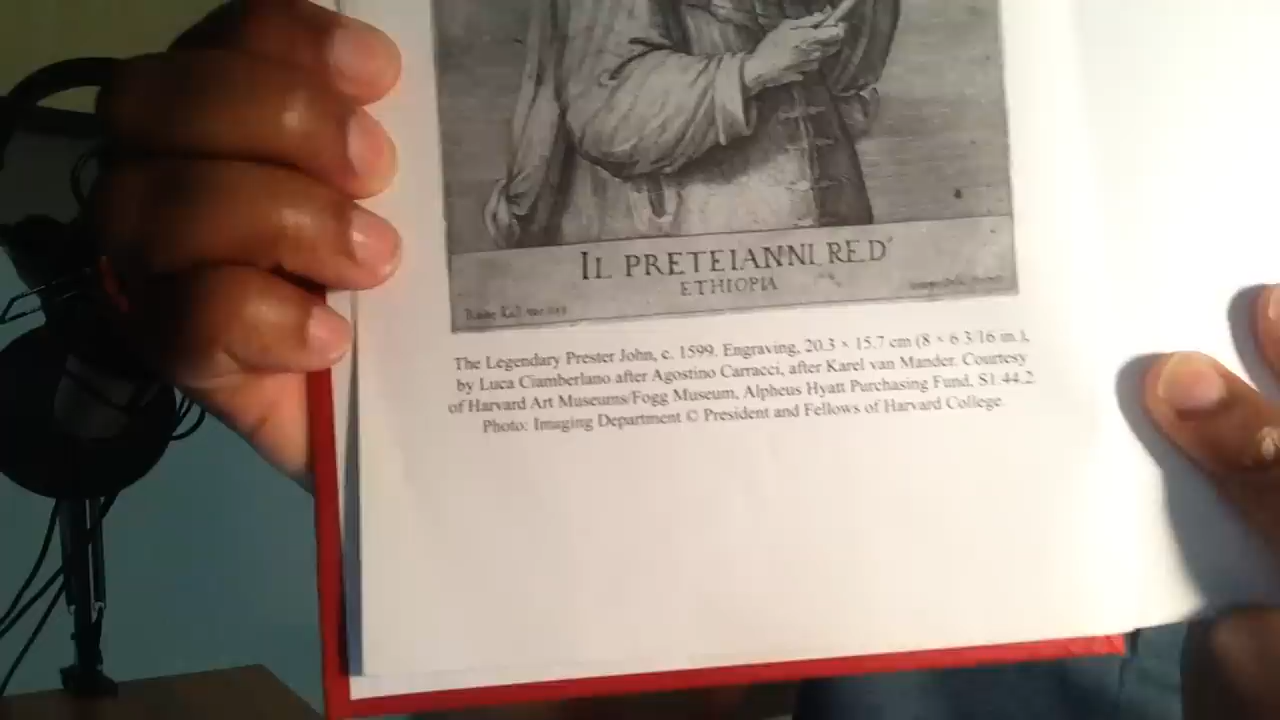 IL PRETEIANNI, RE D'
ETHIOPIA
The Legendary Prester John, c. 1599. Engraving, 20.3 × 15.7 cm (8 × 6 3/16 in.),
by Luca Ciamberlano after Agostino Carracci, after Karel van Mander. Courtesy
of Harvard Art Museums/Fogg Museum, Alpheus Hyatt Purchasing Fund, S1.44.2
Photo: Imaging Department © President and Fellows of Harvard College.